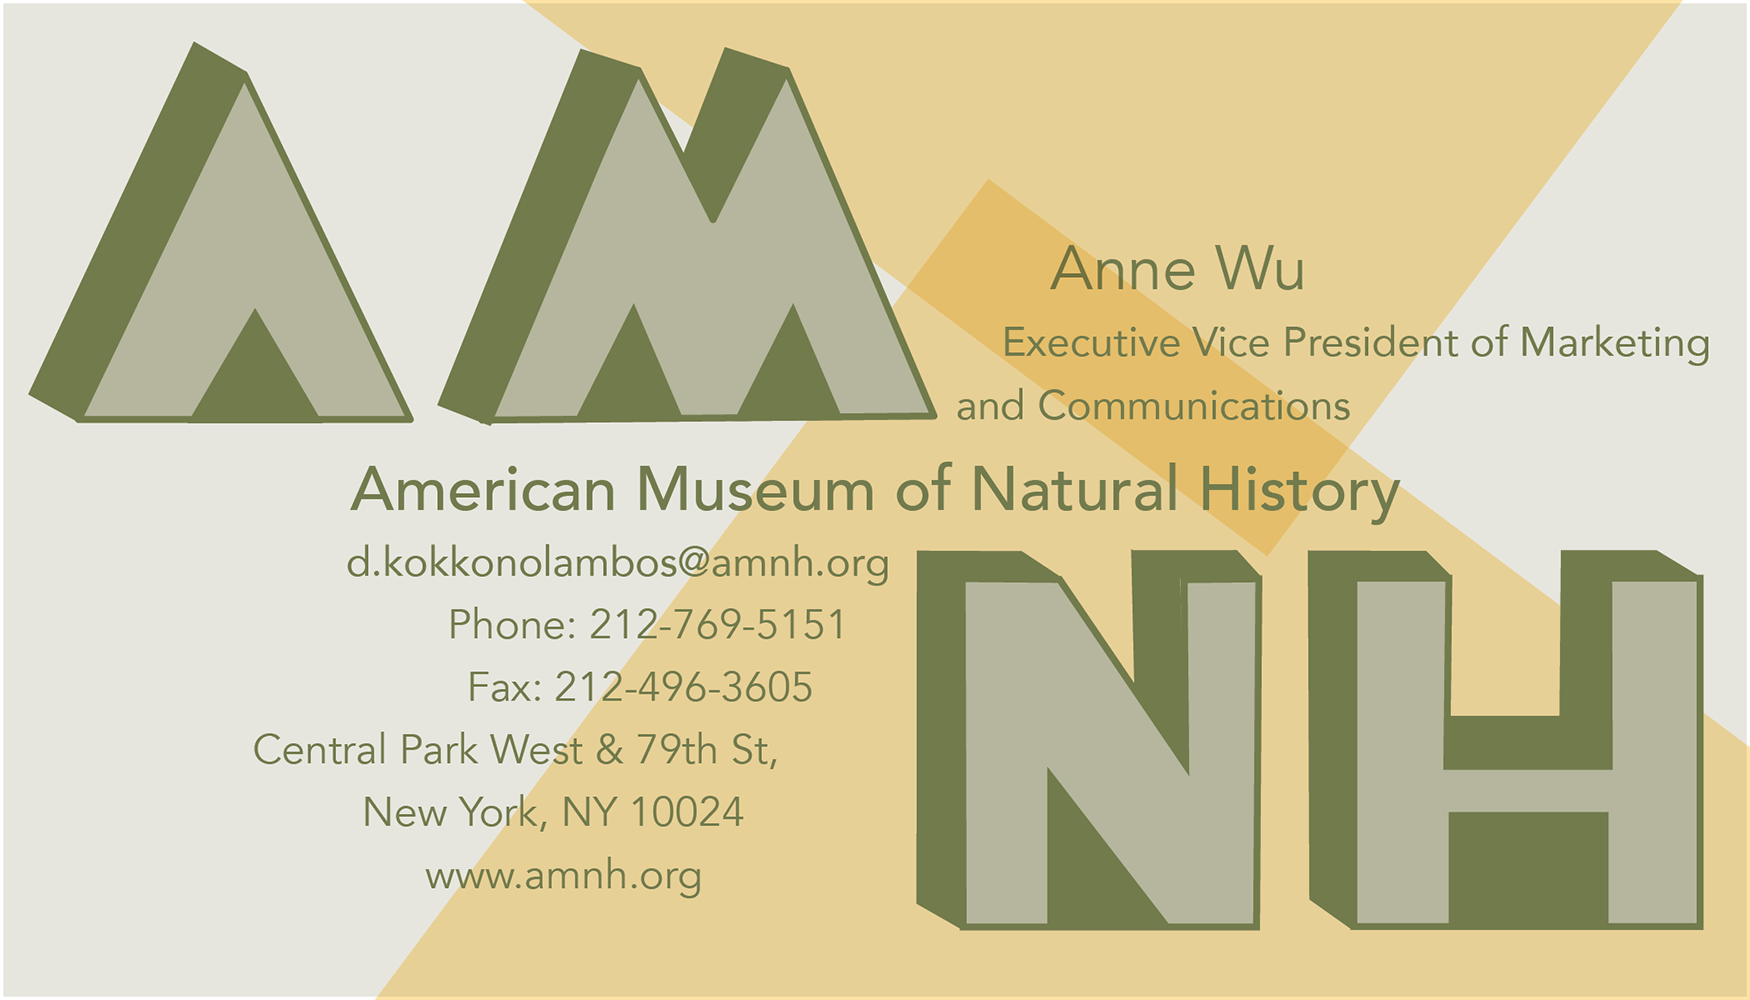 AM
Anne Wu
Executive Vice President of Marketing
and Communications
American Museum of Natural History
d.kokkonolambos@amnh.org
Phone: 212-769-5151
Fax: 212-496-3605
Central Park West & 79th St,
New York, NY 10024
www.amnh.org
NH